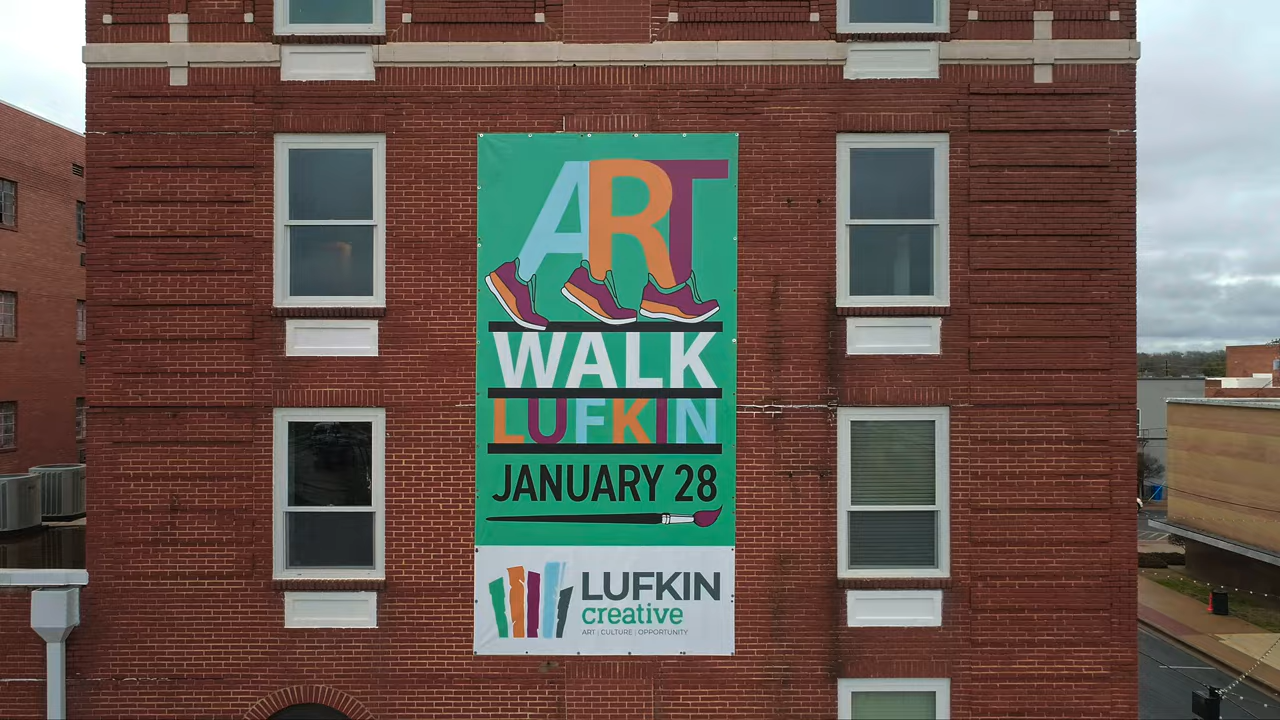 ART
WALK
LUFKIN
JANUARY 28
LUFKIN
creative
ART | CULTURE | OPPORTUNITY